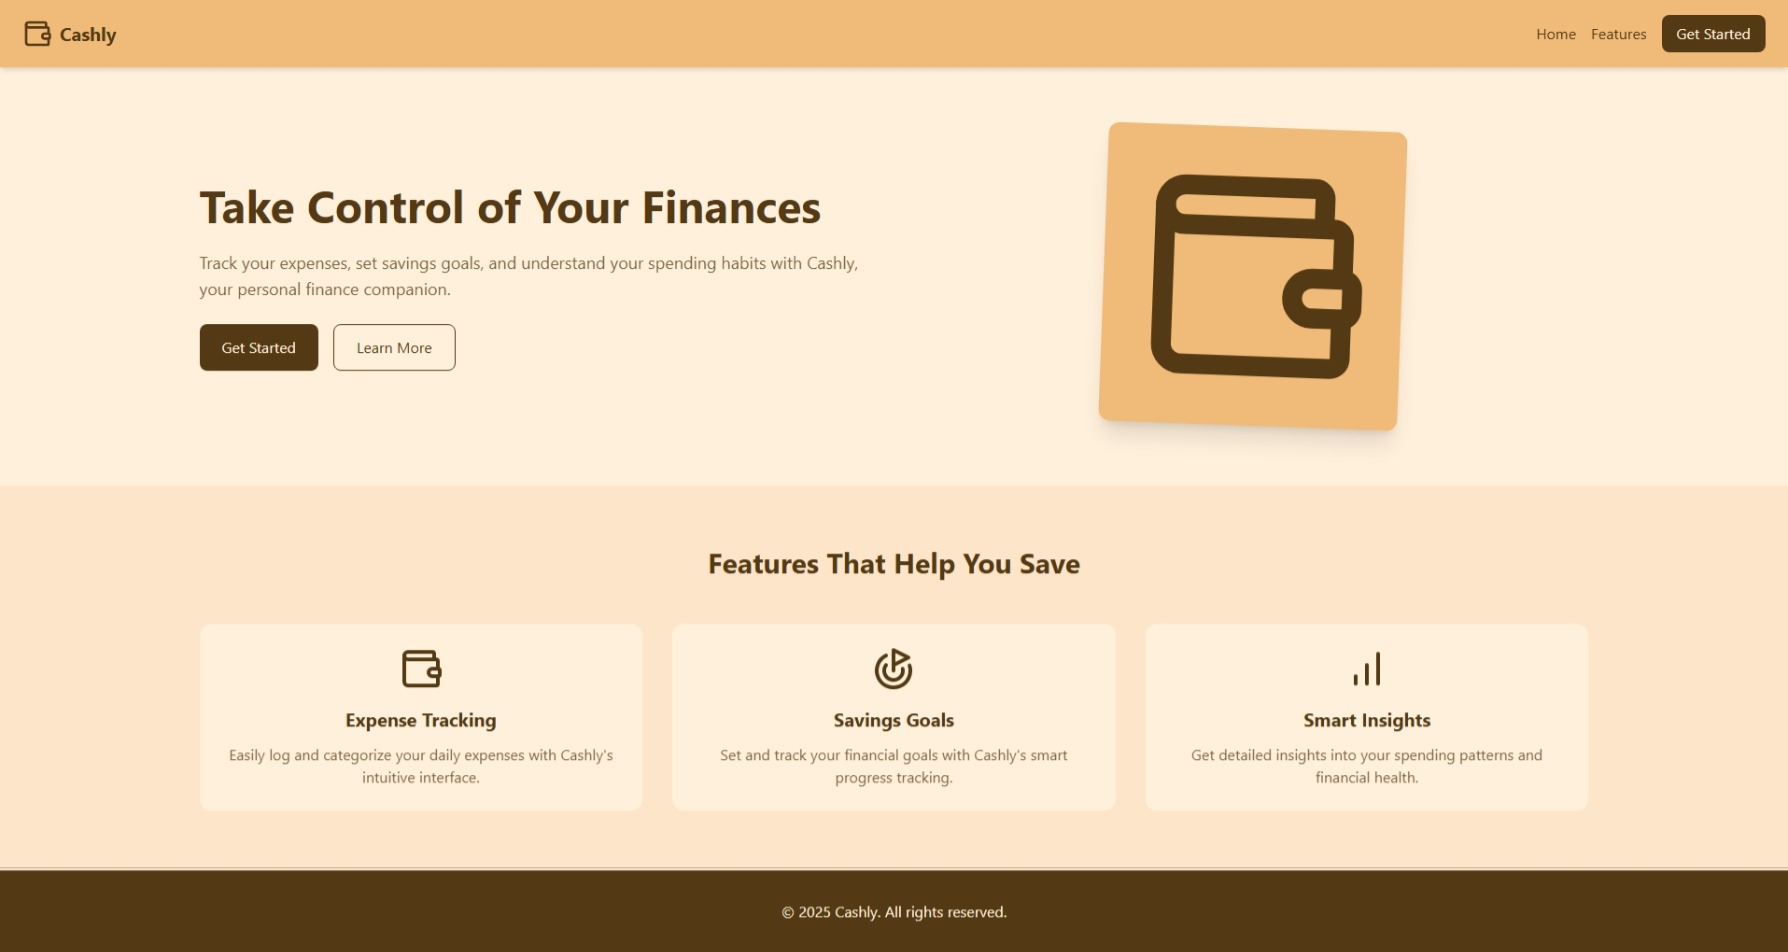 Cashly
Home
Features
Get Started
Take Control of Your Finances
Track your expenses, set savings goals, and understand your spending habits with Cashly,
your personal finance companion.
Get Started
Learn More
Features That Help You Save
Expense Tracking
Easily log and categorize your daily expenses with Cashly's
intuitive interface.
Savings Goals
Set and track your financial goals with Cashly's smart
progress tracking.
Smart Insights
Get detailed insights into your spending patterns and
financial health.
© 2025 Cashly. All rights reserved.